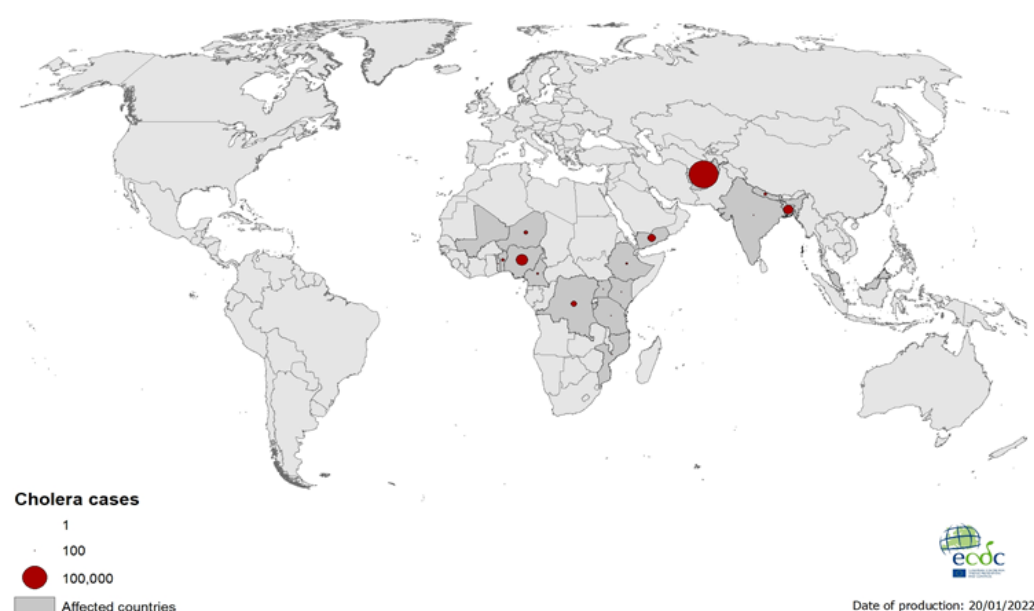 Cholera cases
1
100
100,000
Affected countries
ecdc
Date of production: 20/01/2022